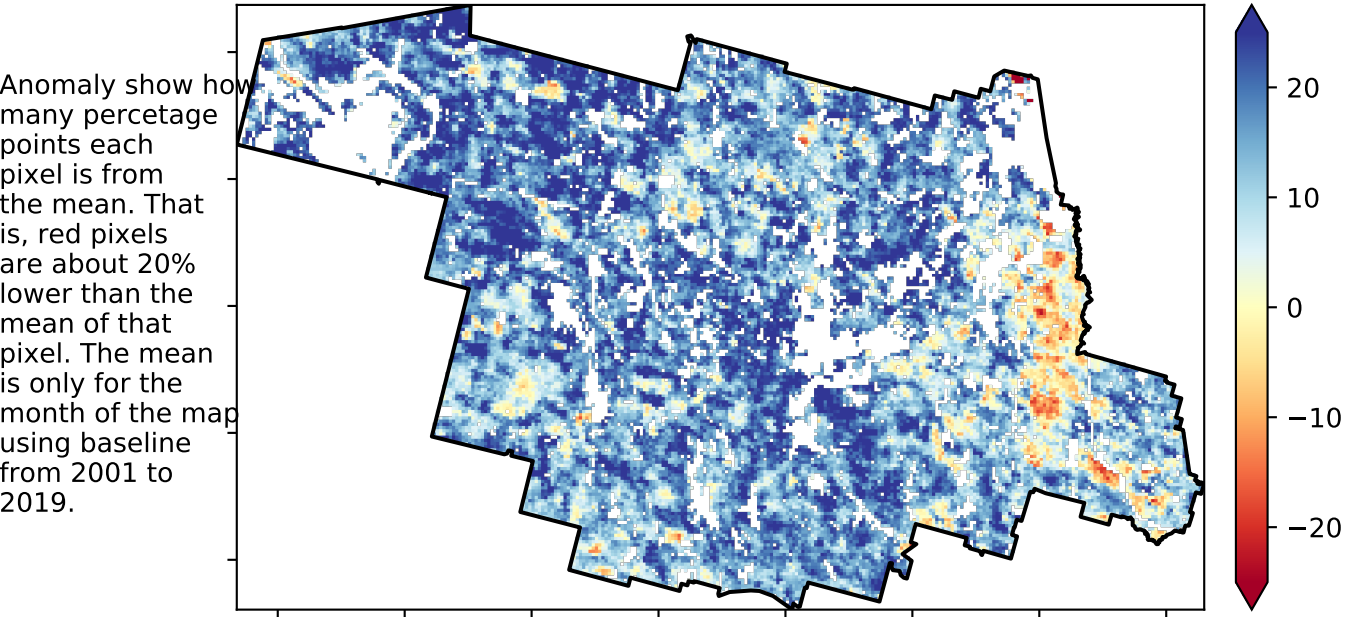 Anomaly show how
many percetage
points each
pixel is from
the mean. That
is, red pixels
are about 20%
lower than the
mean of that
pixel. The mean
is only for the
month of the map
using baseline
from 2001 to
2019.
20
10
0
−10
−20